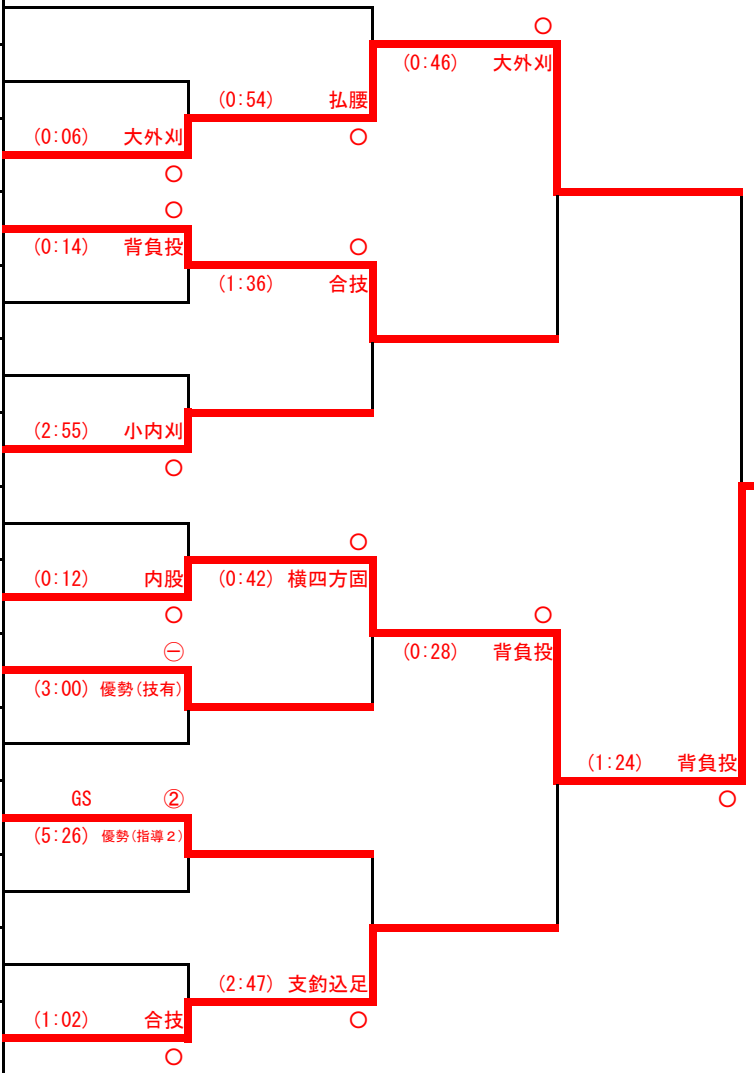 ○
(0:46) 大外刈
(0:54) 払腰
○
(0:06) 大外刈
○
○
(0:14) 背負投
○
(1:36) 合技
(2:55) 小内刈
○
○
(0:12) 内股
(0:42) 横四方固
○
○
(0:28) 背負投
㊀
(3:00) 優勢(技有)
(1:24) 背負投
○
GS ②
(5:26) 優勢(指導2)
(2:47) 支釣込足
○
(1:02) 合技
○